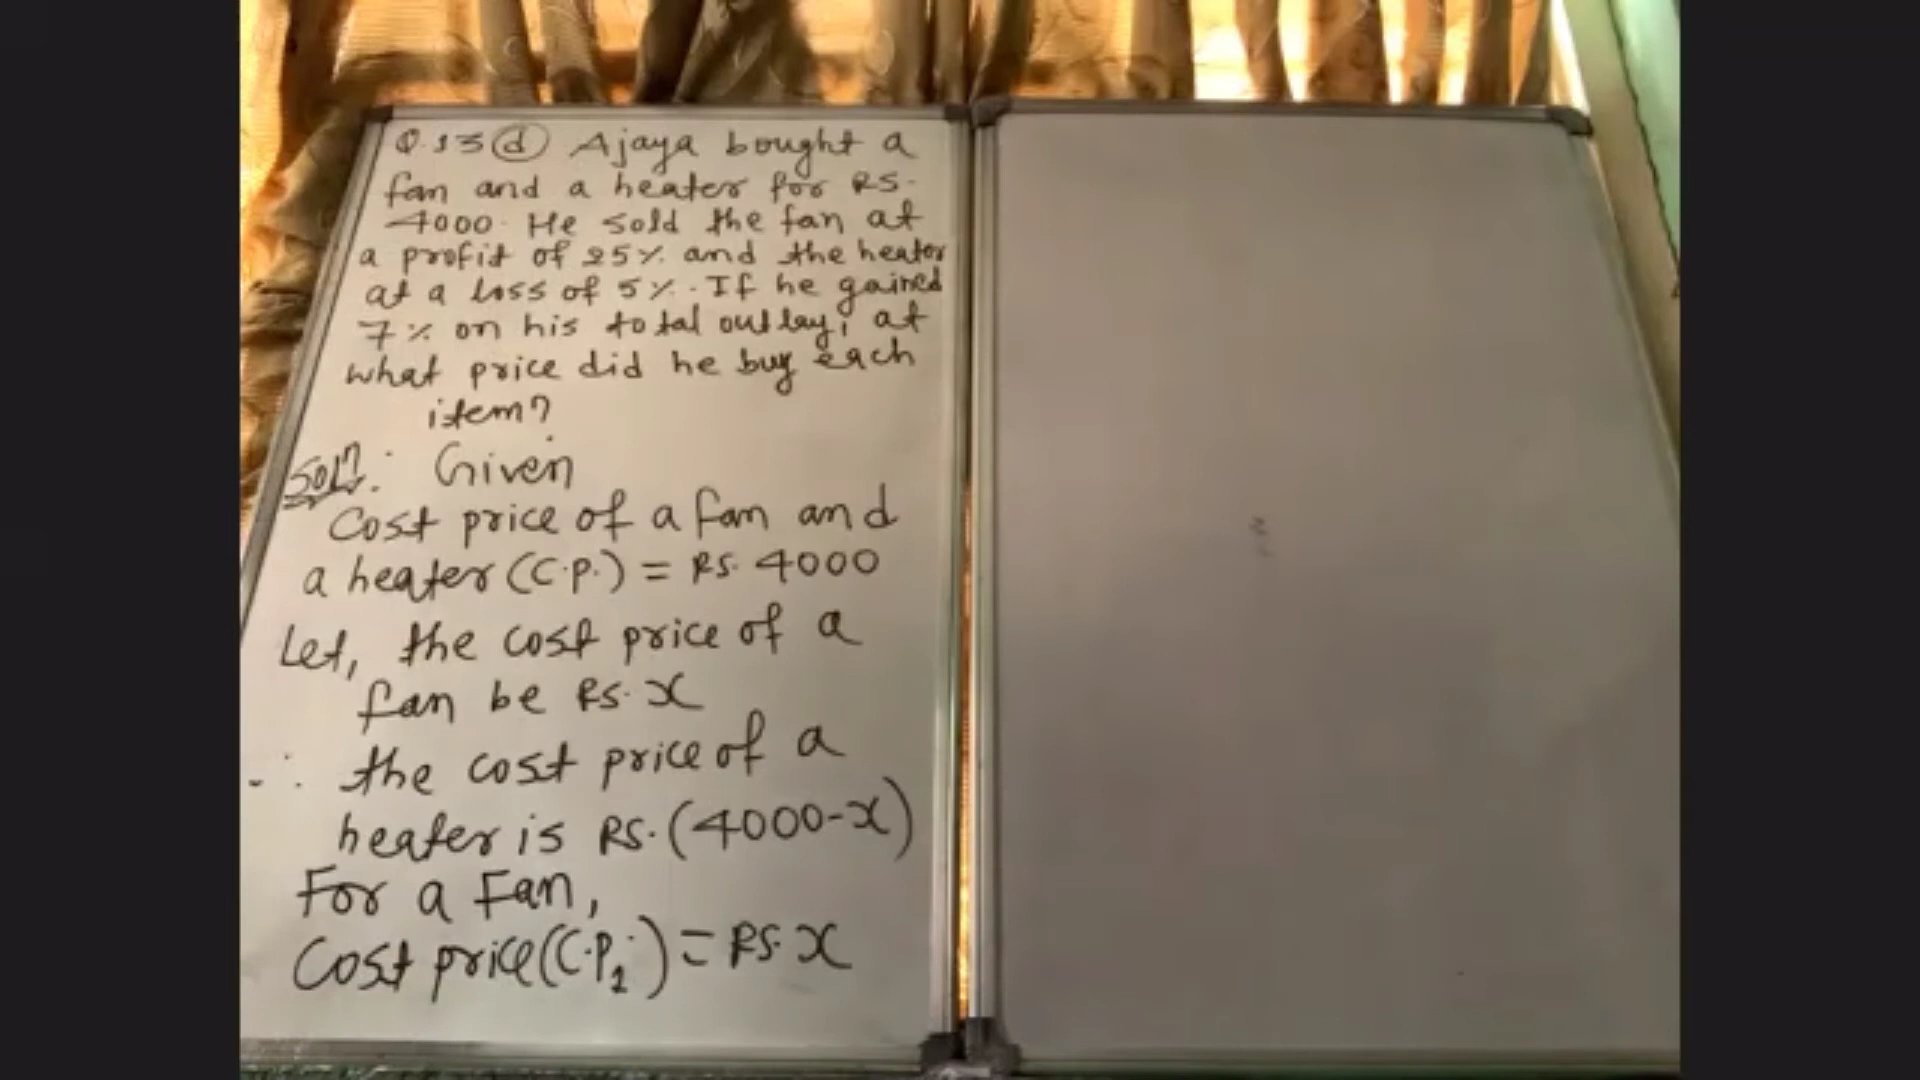 Q.13 (d) Ajaya bought a
fan and a heater for RS.
4000. He sold the fan at
a profit of 25% and the heater
at a loss of 5%. If he gained
7% on his total outlay, at
what price did he buy each
item?
Solⁿ: Given
Cost price of a fan and
a heater (C.P.) = RS. 4000
Let, the cost price of a
fan be RS. x
∴ the cost price of a
heater is RS. (4000-x)
For a Fan,
Cost price (C.P₁) = RS. x